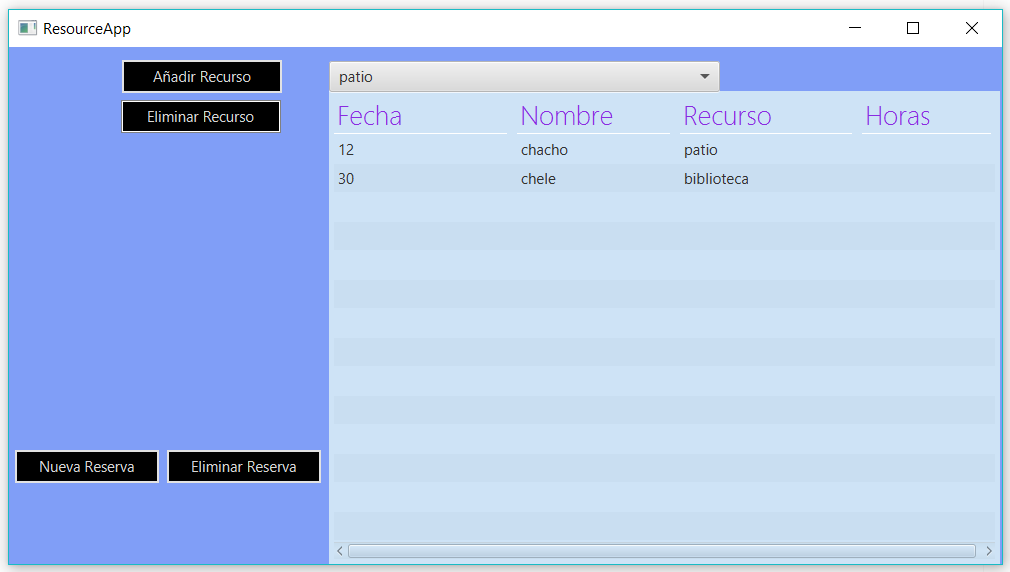 ResourceApp
Añadir Recurso
patio
Eliminar Recurso
Fecha Nombre Recurso Horas
12 chacho patio
30 chele biblioteca
Nueva Reserva Eliminar Reserva